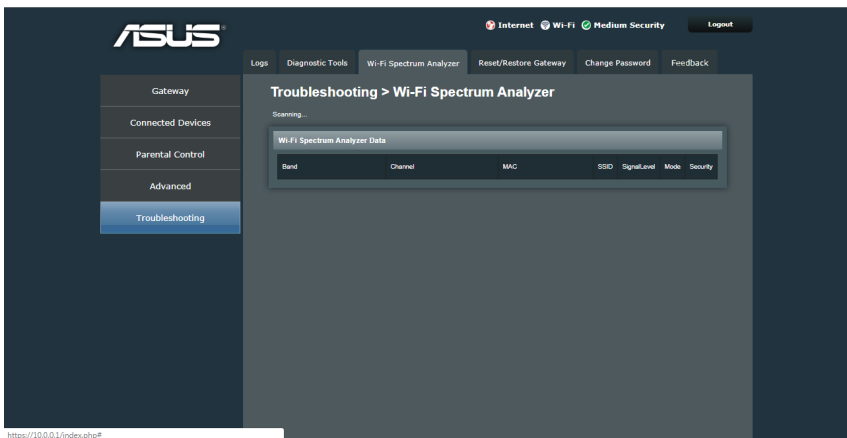 ASUS
Internet Wi-Fi Medium Security Logout
Logs Diagnostic Tools Wi-Fi Spectrum Analyzer Reset/Restore Gateway Change Password Feedback
Gateway
Connected Devices
Parental Control
Advanced
Troubleshooting
Troubleshooting > Wi-Fi Spectrum Analyzer
Scanning...
Wi-Fi Spectrum Analyzer Data
Band Channel MAC SSID SignalLevel Mode Security
https://10.0.0.1/index.php#